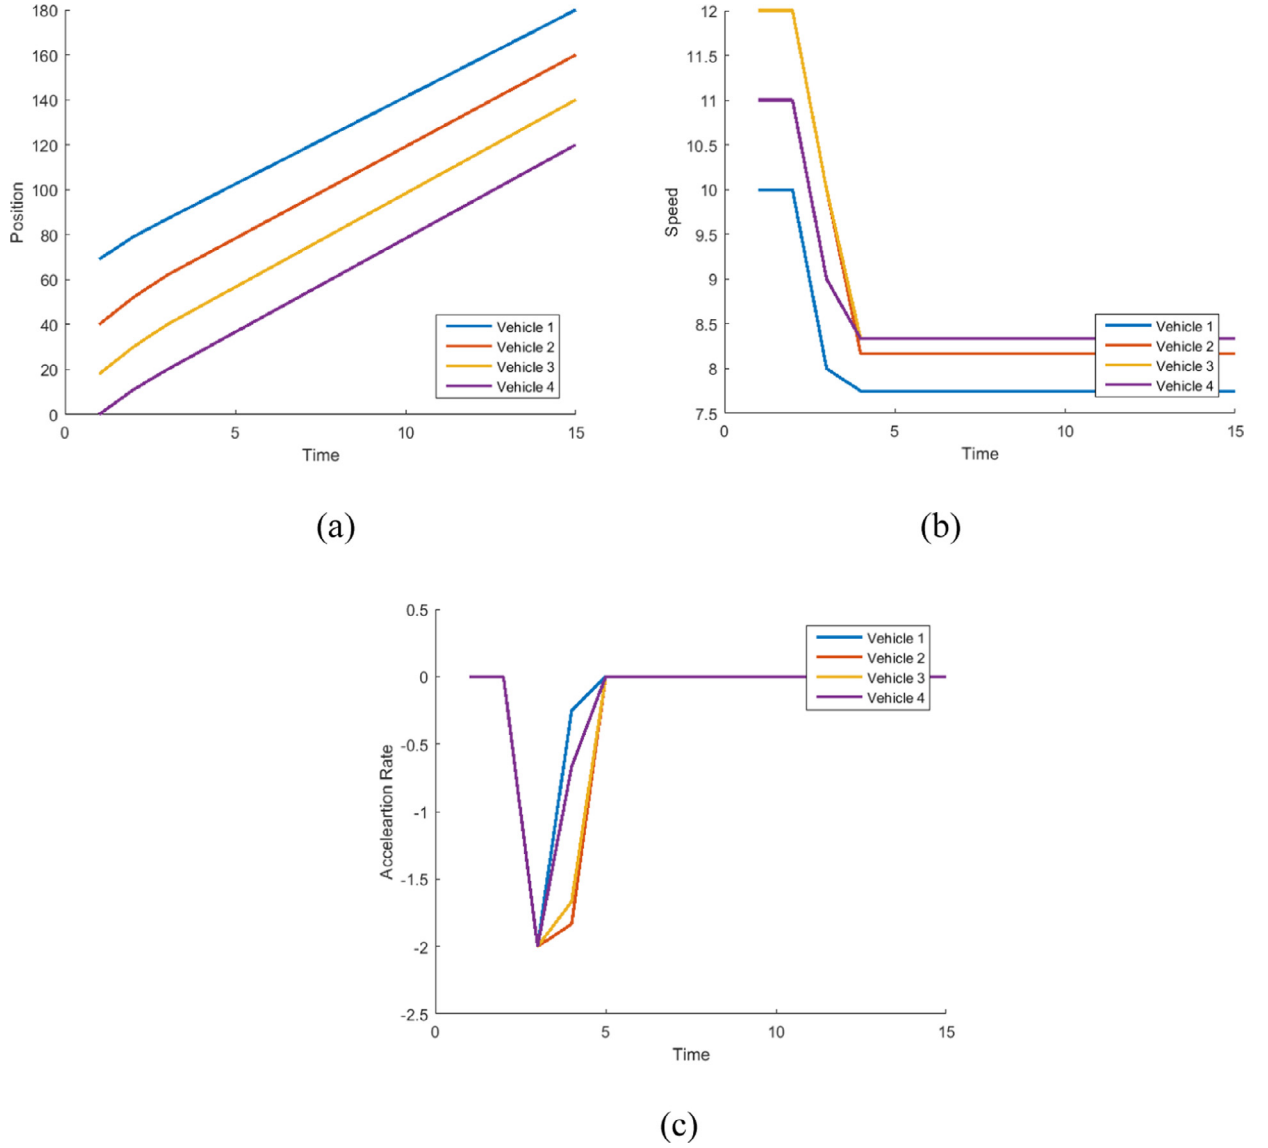 180
160
140
120
100
80
60
40
20
0
Position
0 5 10 15
Time
Vehicle 1
Vehicle 2
Vehicle 3
Vehicle 4
(a)
12
11.5
11
10.5
10
9.5
9
8.5
8
7.5
Speed
0 5 10 15
Time
Vehicle 1
Vehicle 2
Vehicle 3
Vehicle 4
(b)
0.5
0
-0.5
-1
-1.5
-2
-2.5
Acceleartion Rate
0 5 10 15
Time
Vehicle 1
Vehicle 2
Vehicle 3
Vehicle 4
(c)